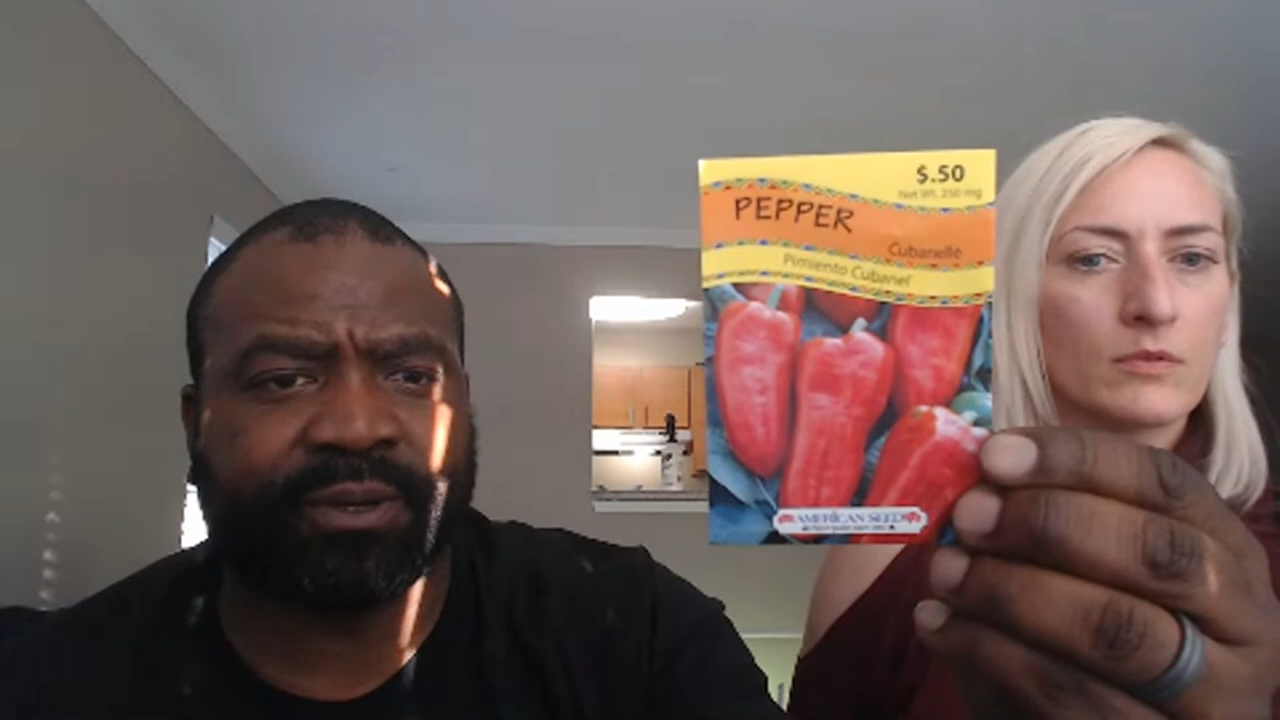 $.50
Net Wt. 250 mg
PEPPER
Cubanelle
Pimiento Cubanel
AMERICAN SEED